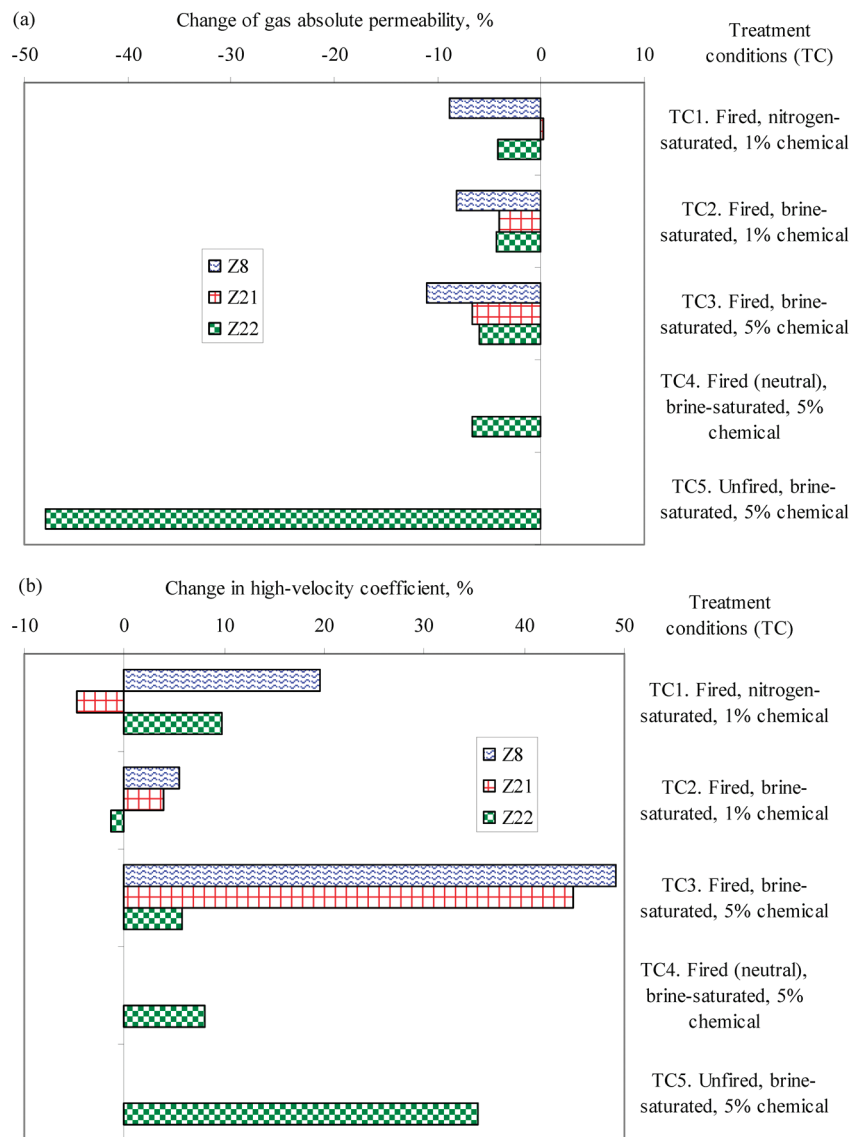 (a)
Change of gas absolute permeability, %
Treatment
conditions (TC)
-50 -40 -30 -20 -10 0 10
TC1. Fired, nitrogen-
saturated, 1% chemical
TC2. Fired, brine-
saturated, 1% chemical
Z8
Z21
Z22
TC3. Fired, brine-
saturated, 5% chemical
TC4. Fired (neutral),
brine-saturated, 5%
chemical
TC5. Unfired, brine-
saturated, 5% chemical
(b)
Change in high-velocity coefficient, %
Treatment
conditions (TC)
-10 0 10 20 30 40 50
TC1. Fired, nitrogen-
saturated, 1% chemical
Z8
Z21
Z22
TC2. Fired, brine-
saturated, 1% chemical
TC3. Fired, brine-
saturated, 5% chemical
TC4. Fired (neutral),
brine-saturated, 5%
chemical
TC5. Unfired, brine-
saturated, 5% chemical